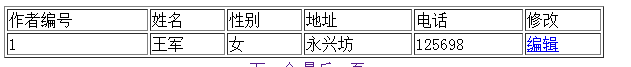 作者编号 姓名 性别 地址 电话 修改
1 王军 女 永兴坊 125698 编辑